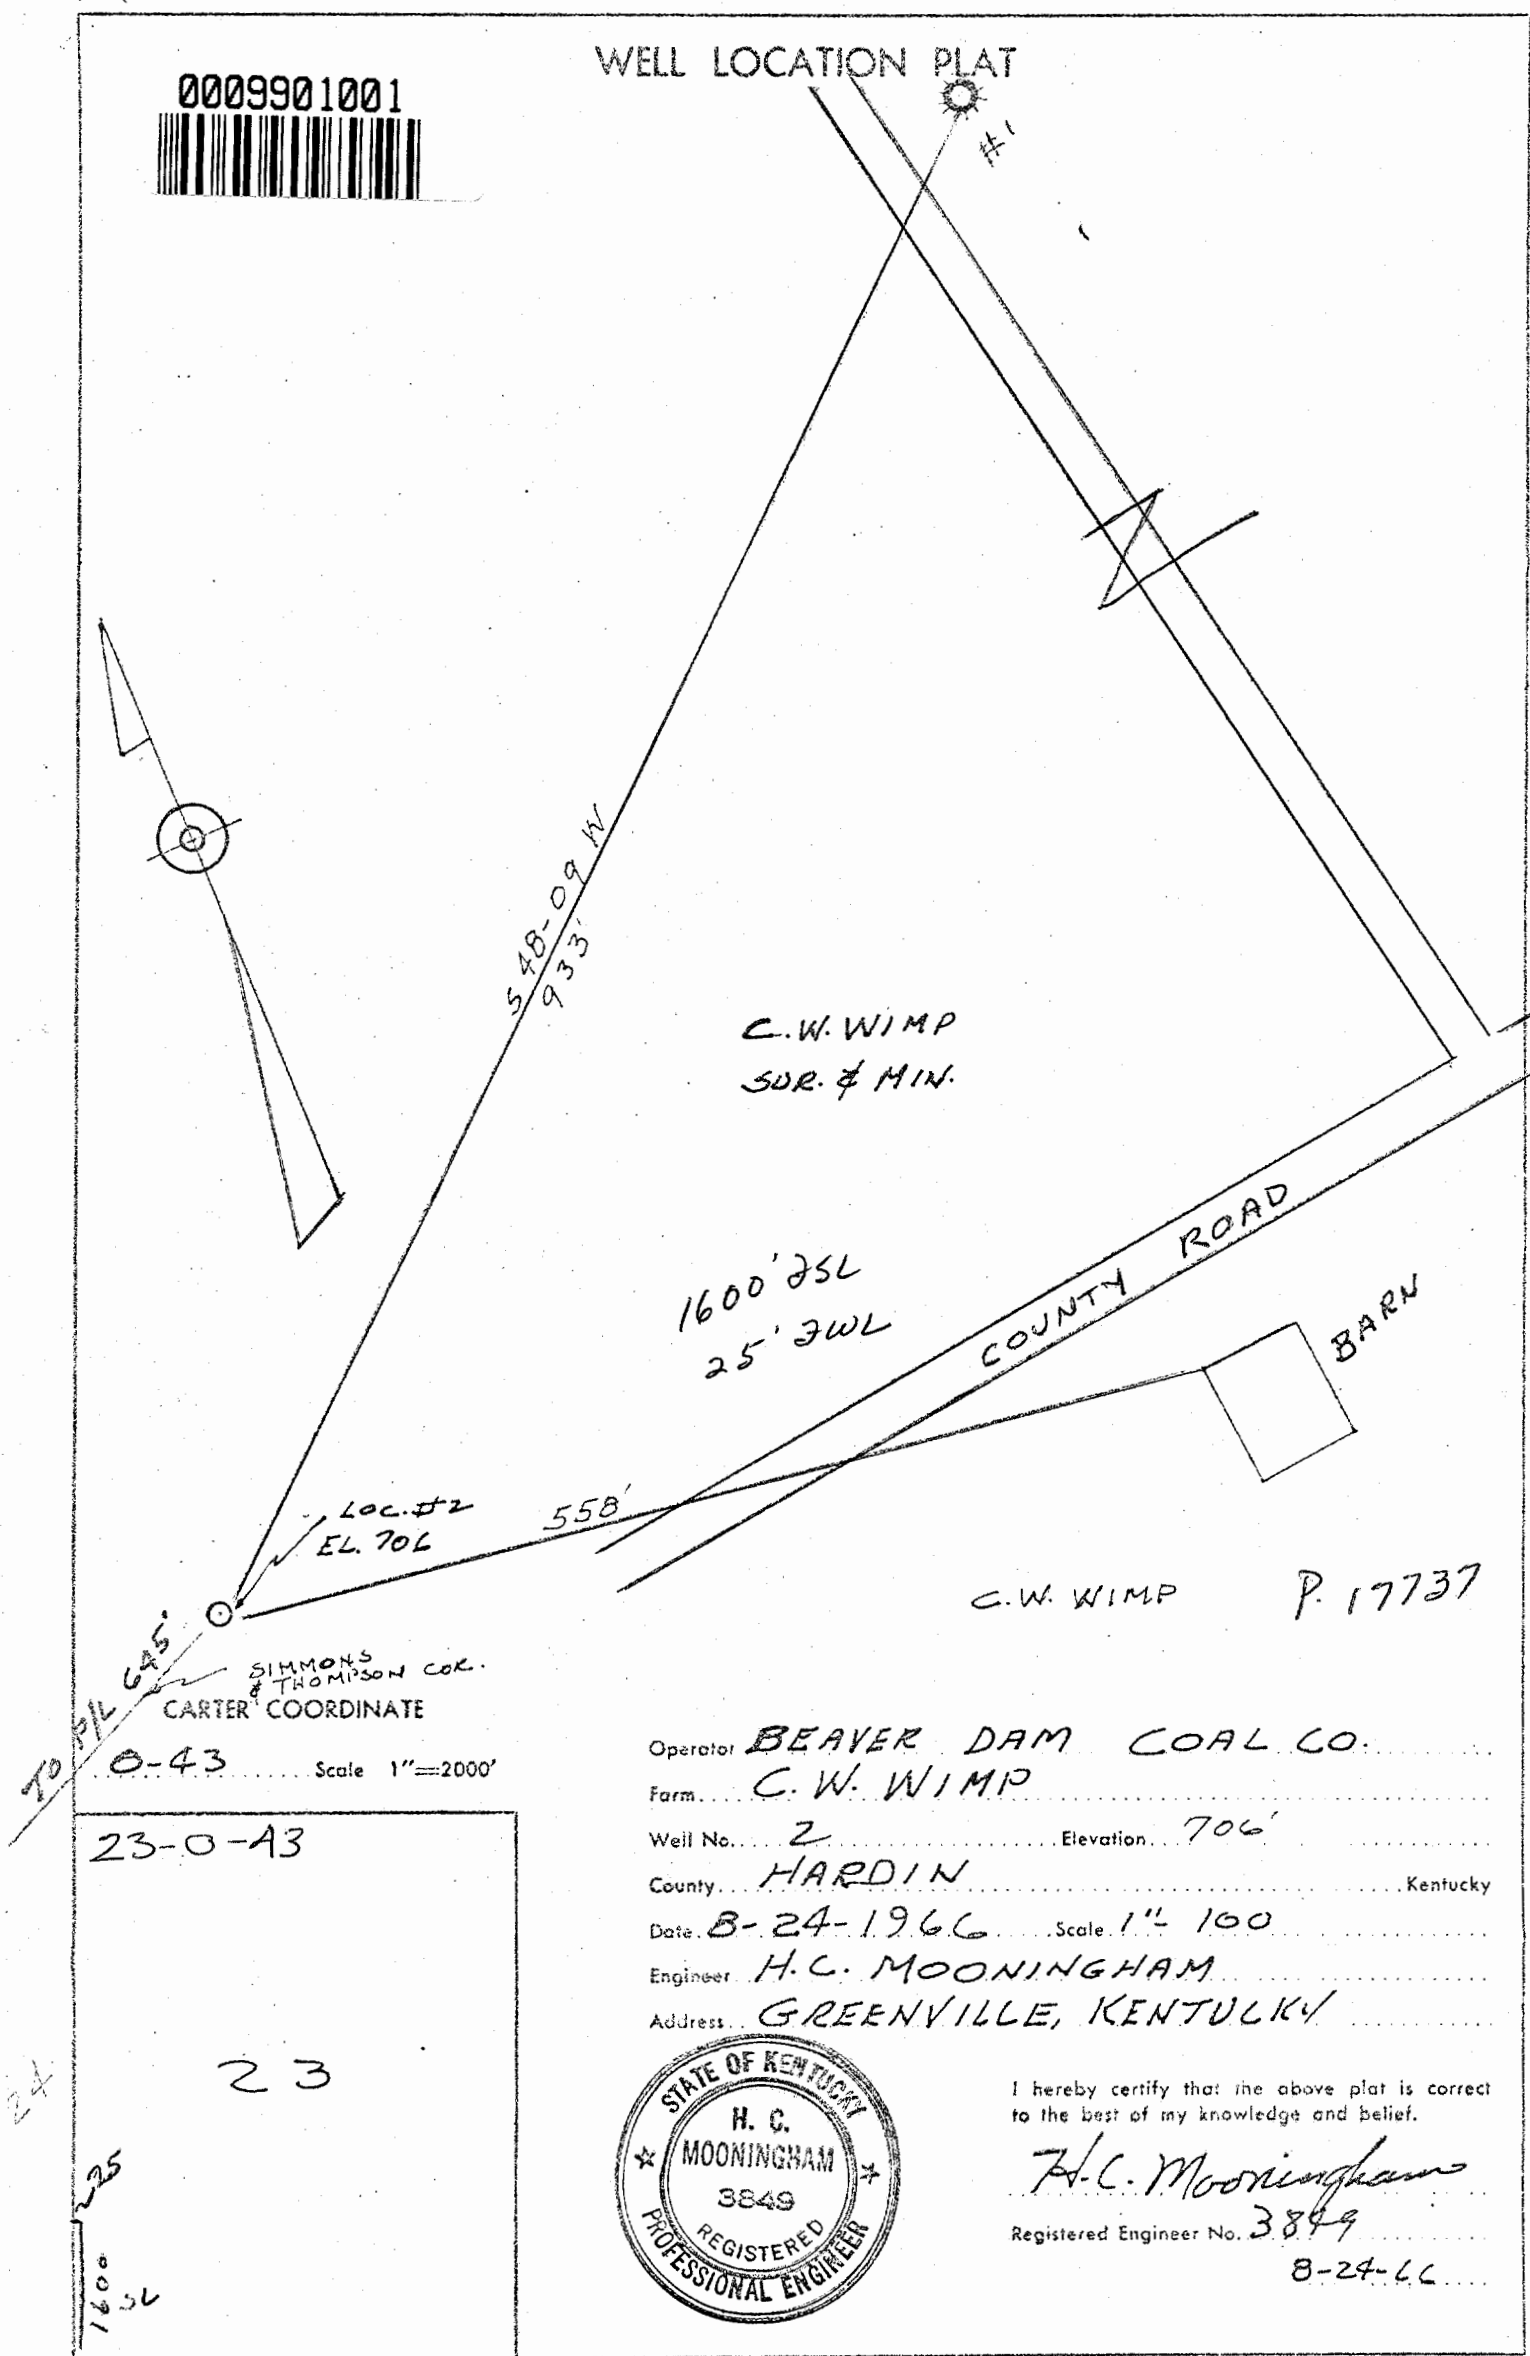 WELL LOCATION PLAT
0009901001
#1
S 48-09 W
933'
C.W. WIMP
SUR. & MIN.
1600' FSL
25' FWL
COUNTY ROAD
BARN
LOC. #2
EL. 706
558'
C.W. WIMP
P. 17737
TO P/L 645'
SIMMONS
& THOMPSON COR.
CARTER COORDINATE
O-43 Scale 1"=2000'
23-O-43
23
24
25
1600
SL
Operator BEAVER DAM COAL CO.
Farm C. W. WIMP
Well No. 2 Elevation 706'
County HARDIN Kentucky
Date 8-24-1966 Scale 1"- 100
Engineer H.C. MOONINGHAM
Address GREENVILLE, KENTUCKY
STATE OF KENTUCKY
H. C.
MOONINGHAM
3849
REGISTERED
PROFESSIONAL ENGINEER
I hereby certify that the above plat is correct
to the best of my knowledge and belief.
H.C. Mooningham
Registered Engineer No. 3849
8-24-66